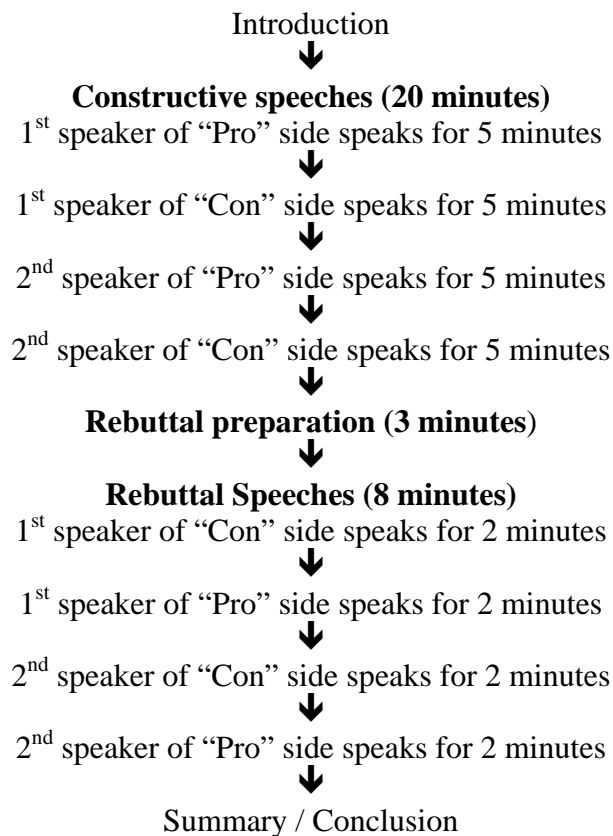 Introduction
Constructive speeches (20 minutes)
1st speaker of “Pro” side speaks for 5 minutes
1st speaker of “Con” side speaks for 5 minutes
2nd speaker of “Pro” side speaks for 5 minutes
2nd speaker of “Con” side speaks for 5 minutes
Rebuttal preparation (3 minutes)
Rebuttal Speeches (8 minutes)
1st speaker of “Con” side speaks for 2 minutes
1st speaker of “Pro” side speaks for 2 minutes
2nd speaker of “Con” side speaks for 2 minutes
2nd speaker of “Pro” side speaks for 2 minutes
Summary / Conclusion